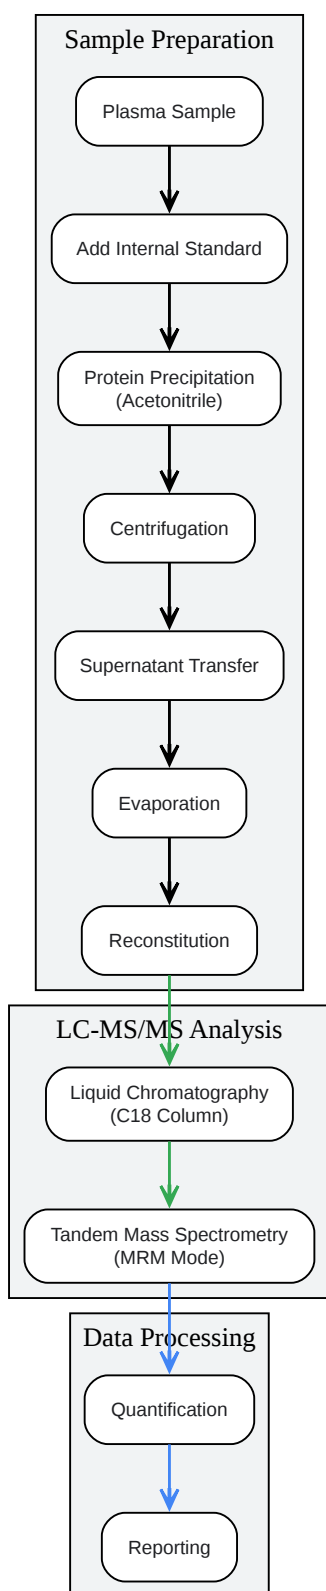 Sample Preparation
Plasma Sample
Add Internal Standard
Protein Precipitation
(Acetonitrile)
Centrifugation
Supernatant Transfer
Evaporation
Reconstitution
LC-MS/MS Analysis
Liquid Chromatography
(C18 Column)
Tandem Mass Spectrometry
(MRM Mode)
Data Processing
Quantification
Reporting